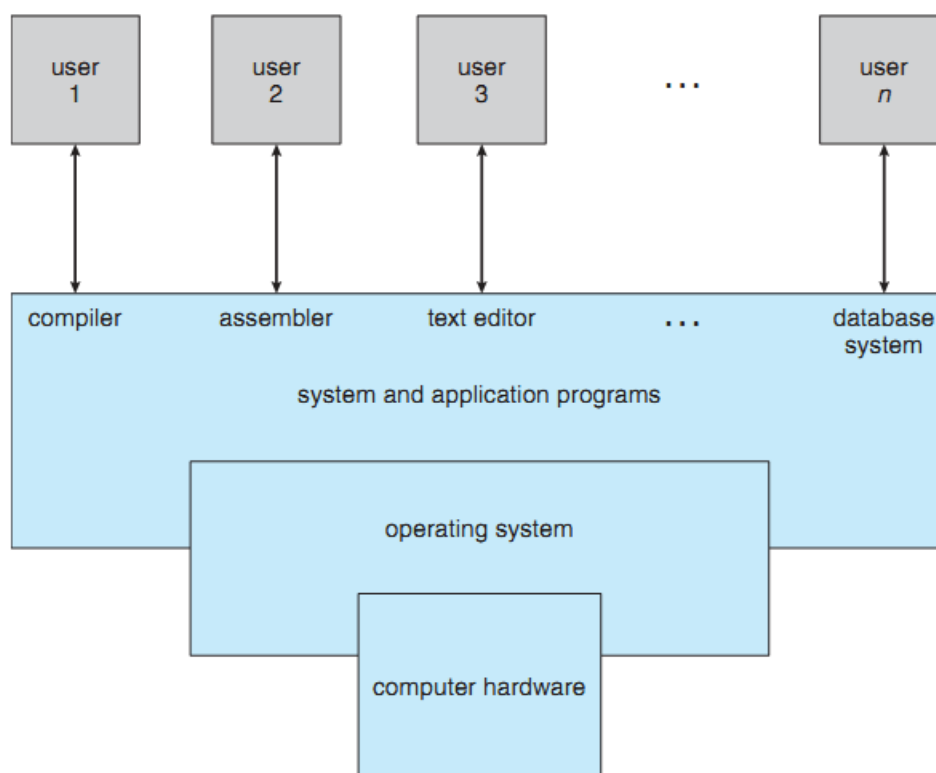 user
1
user
2
user
3
...
user
n
compiler
assembler
text editor
...
database
system
system and application programs
operating system
computer hardware